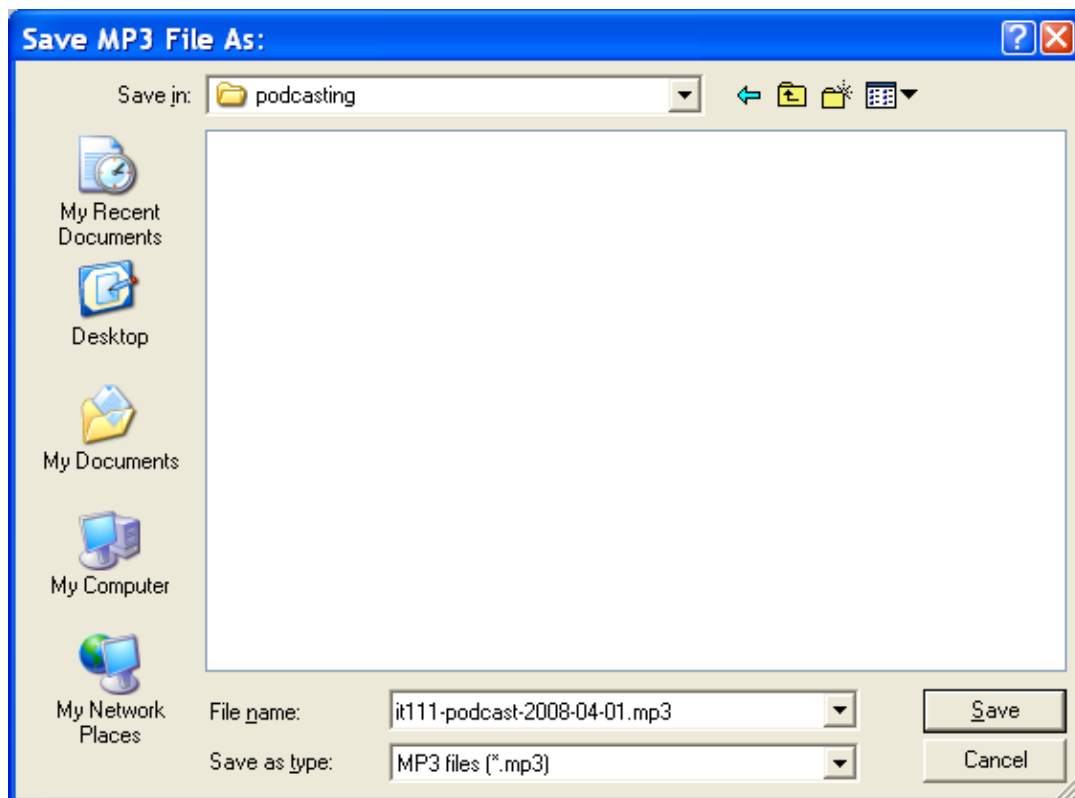 Save MP3 File As:
Save in:
podcasting
My Recent
Documents
Desktop
My Documents
My Computer
My Network
Places
File name:
it111-podcast-2008-04-01.mp3
Save
Save as type:
MP3 files (*.mp3)
Cancel